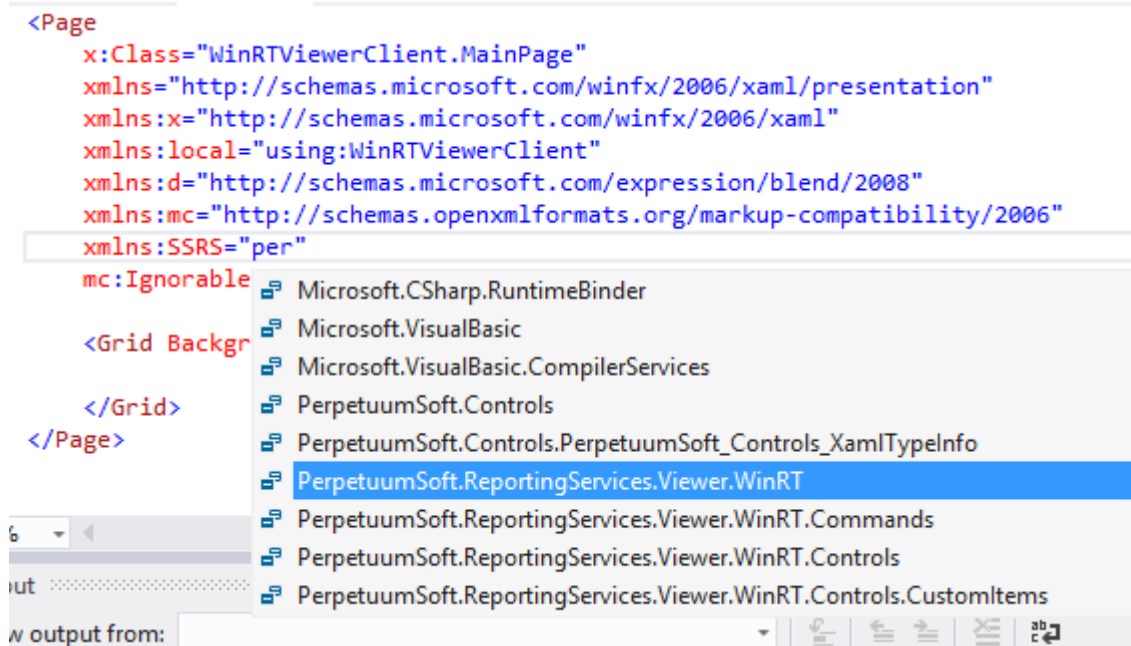 <Page
x:Class="WinRTViewerClient.MainPage"
xmlns="http://schemas.microsoft.com/winfx/2006/xaml/presentation"
xmlns:x="http://schemas.microsoft.com/winfx/2006/xaml"
xmlns:local="using:WinRTViewerClient"
xmlns:d="http://schemas.microsoft.com/expression/blend/2008"
xmlns:mc="http://schemas.openxmlformats.org/markup-compatibility/2006"
xmlns:SSRS="per"
mc:Ignorable
Microsoft.CSharp.RuntimeBinder
Microsoft.VisualBasic
<Grid Backgr
Microsoft.VisualBasic.CompilerServices
</Grid>
PerpetuumSoft.Controls
</Page>
PerpetuumSoft.Controls.PerpetuumSoft_Controls_XamlTypeInfo
PerpetuumSoft.ReportingServices.Viewer.WinRT
PerpetuumSoft.ReportingServices.Viewer.WinRT.Commands
PerpetuumSoft.ReportingServices.Viewer.WinRT.Controls
PerpetuumSoft.ReportingServices.Viewer.WinRT.Controls.CustomItems
output from: